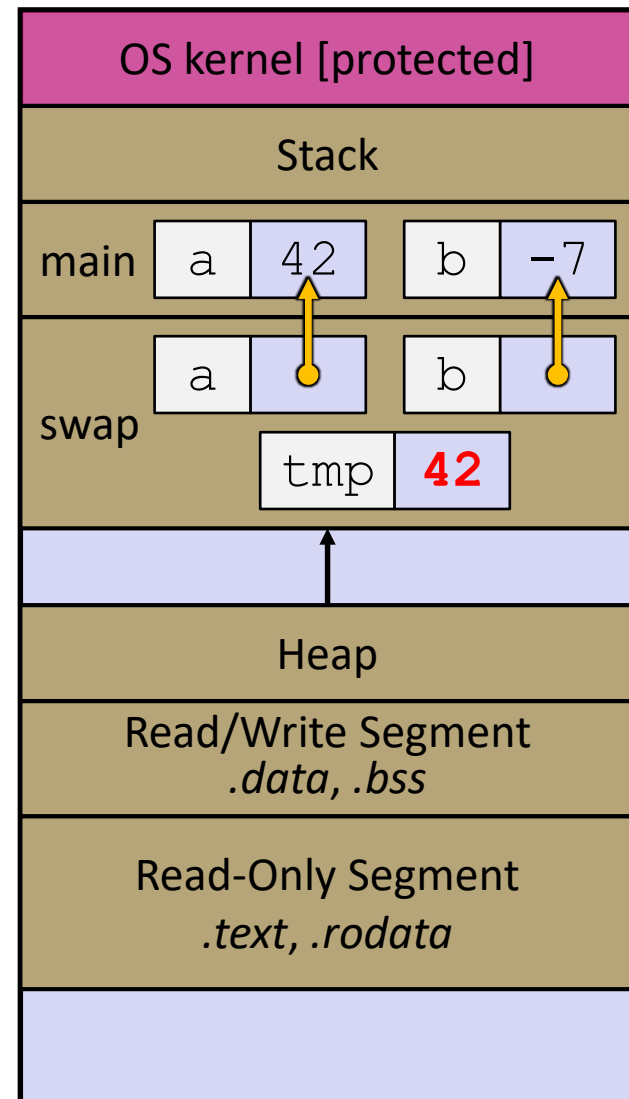 OS kernel [protected]
Stack
main a 42 b -7
a b
swap
tmp 42
Heap
Read/Write Segment
.data, .bss
Read-Only Segment
.text, .rodata